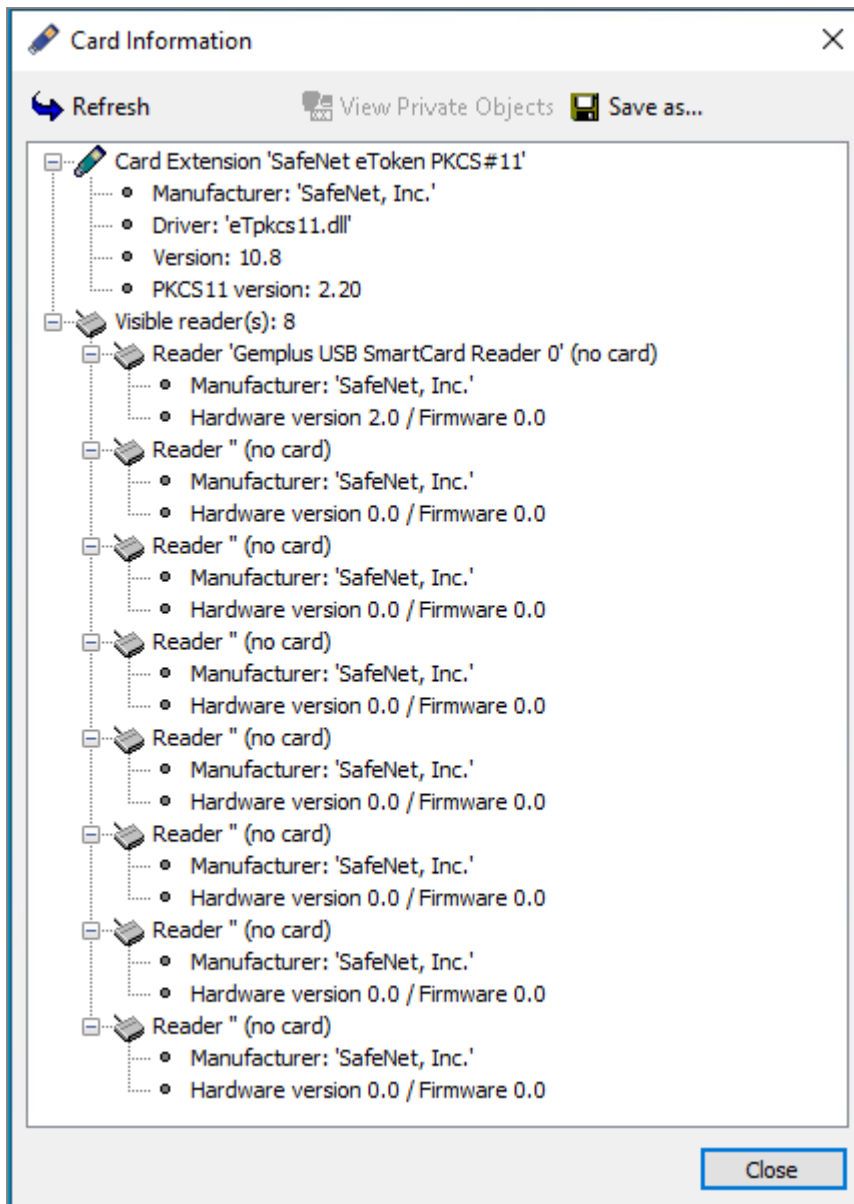 Card Information
Refresh View Private Objects Save as...
Card Extension 'SafeNet eToken PKCS#11'
Manufacturer: 'SafeNet, Inc.'
Driver: 'eTpkcs11.dll'
Version: 10.8
PKCS11 version: 2.20
Visible reader(s): 8
Reader 'Gemplus USB SmartCard Reader 0' (no card)
Manufacturer: 'SafeNet, Inc.'
Hardware version 2.0 / Firmware 0.0
Reader '' (no card)
Manufacturer: 'SafeNet, Inc.'
Hardware version 0.0 / Firmware 0.0
Reader '' (no card)
Manufacturer: 'SafeNet, Inc.'
Hardware version 0.0 / Firmware 0.0
Reader '' (no card)
Manufacturer: 'SafeNet, Inc.'
Hardware version 0.0 / Firmware 0.0
Reader '' (no card)
Manufacturer: 'SafeNet, Inc.'
Hardware version 0.0 / Firmware 0.0
Reader '' (no card)
Manufacturer: 'SafeNet, Inc.'
Hardware version 0.0 / Firmware 0.0
Reader '' (no card)
Manufacturer: 'SafeNet, Inc.'
Hardware version 0.0 / Firmware 0.0
Reader '' (no card)
Manufacturer: 'SafeNet, Inc.'
Hardware version 0.0 / Firmware 0.0
Close